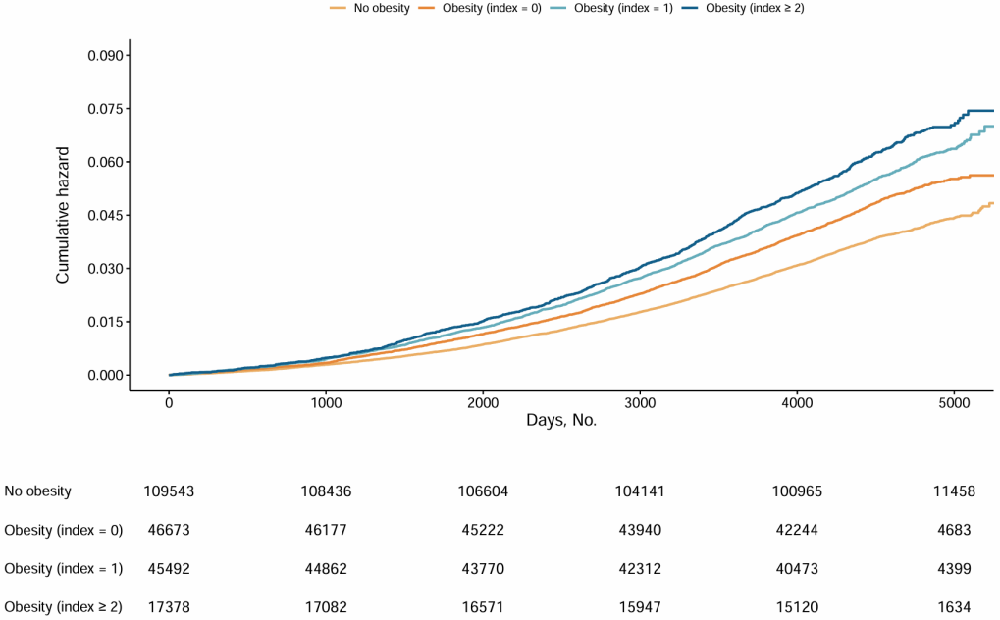 No obesity Obesity (index = 0) Obesity (index = 1) Obesity (index ≥ 2)
0.090
0.075
0.060
0.045
0.030
0.015
0.000
Cumulative hazard
0 1000 2000 3000 4000 5000
Days, No.
No obesity 109543 108436 106604 104141 100965 11458
Obesity (index = 0) 46673 46177 45222 43940 42244 4683
Obesity (index = 1) 45492 44862 43770 42312 40473 4399
Obesity (index ≥ 2) 17378 17082 16571 15947 15120 1634